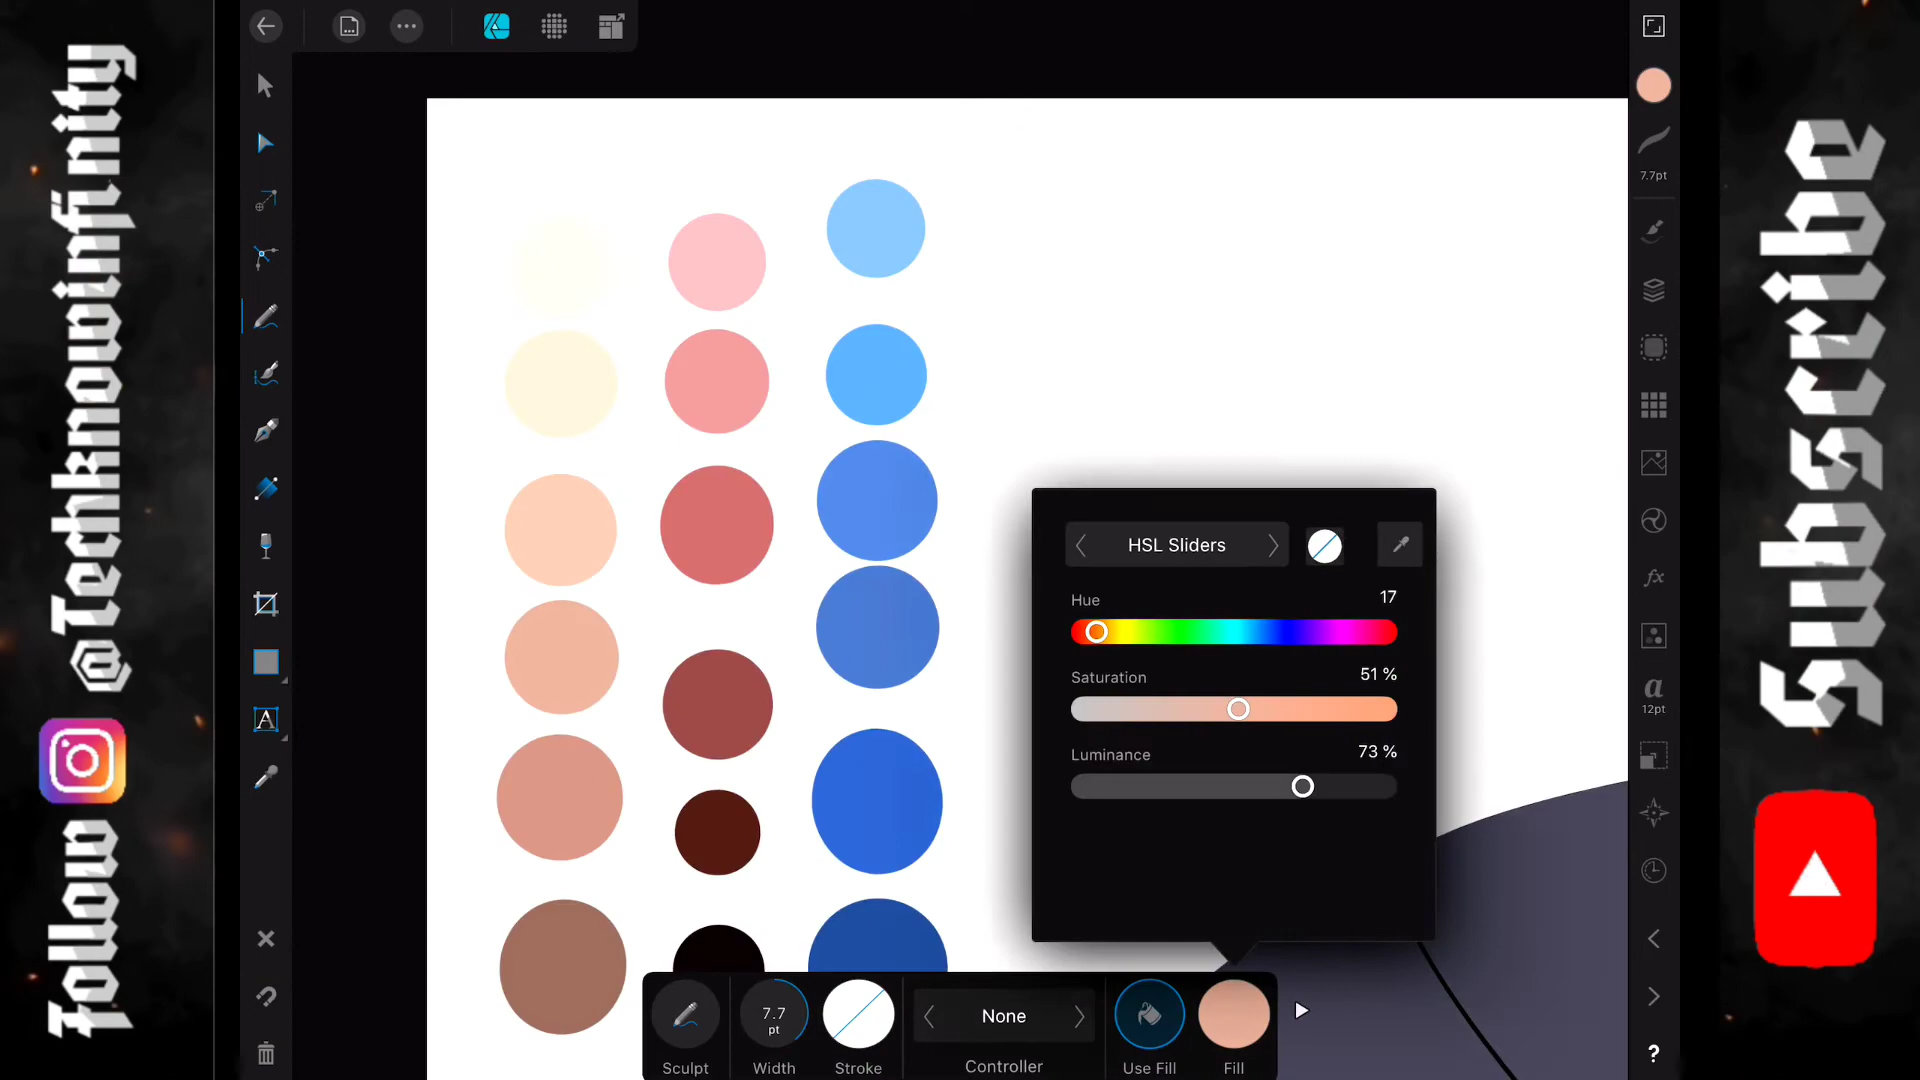 Follow @Techknowinfinity
7.7pt
HSL Sliders
Hue 17
Saturation 51 %
Luminance 73 %
fx
a
12pt
A
7.7
pt
None
Sculpt
Width
Stroke
Controller
Use Fill
Fill
?
Subscribe